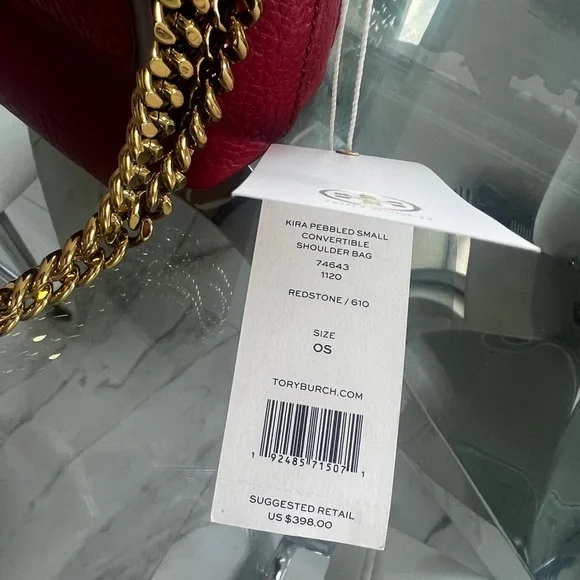 KIRA PEBBLED SMALL
CONVERTIBLE
SHOULDER BAG
74643
1120
REDSTONE / 610
SIZE
OS
TORYBURCH.COM
1 92485 71507 1
SUGGESTED RETAIL
US $398.00